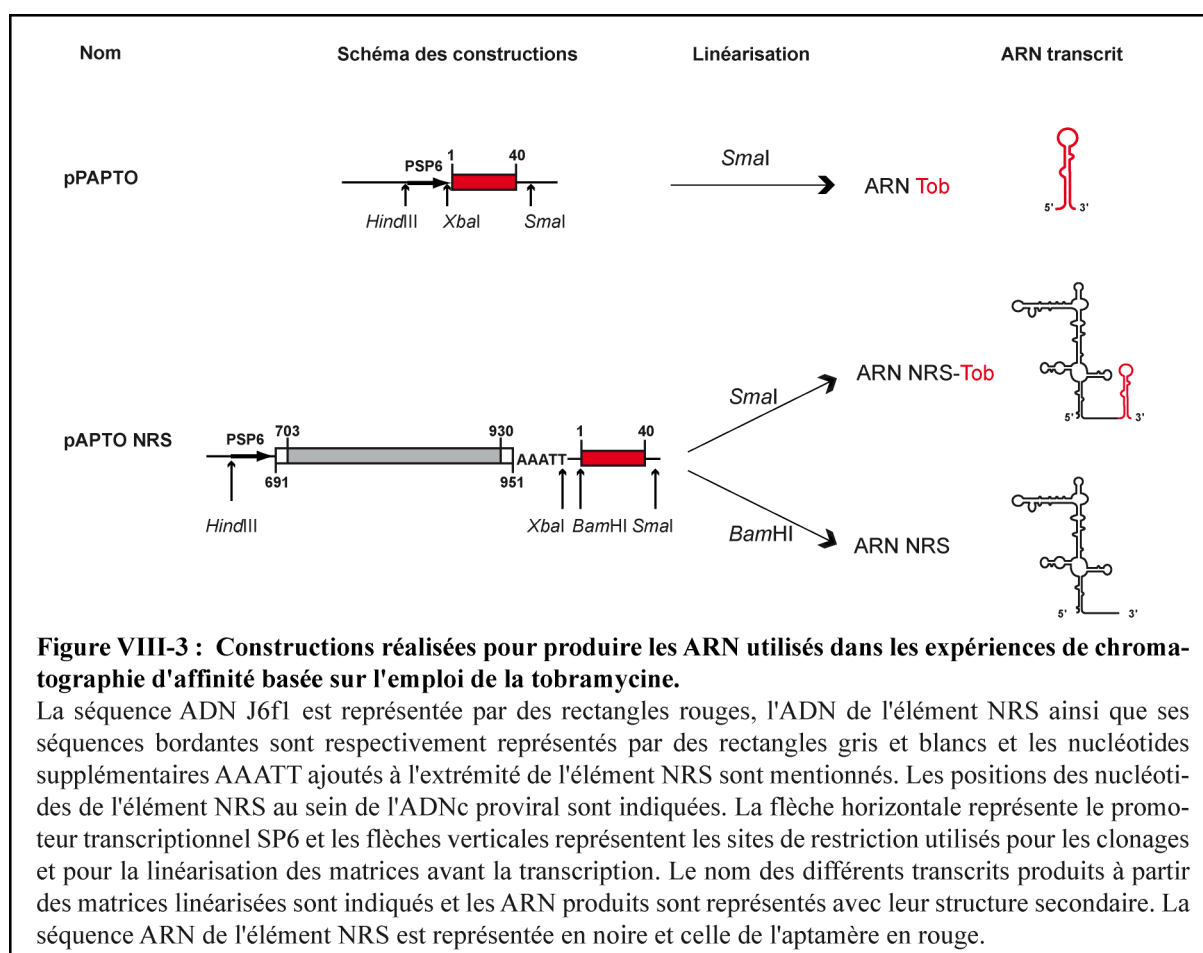 Nom Schéma des constructions Linéarisation ARN transcrit
pPAPTO
PSP6 1 40
HindIII XbaI SmaI
SmaI
ARN Tob
5' 3'
pAPTO NRS
PSP6 703 930 AAATT 1 40
691 951
HindIII XbaI BamHI SmaI
SmaI
ARN NRS-Tob
5' 3'
BamHI
ARN NRS
5' 3'
Figure VIII-3 : Constructions réalisées pour produire les ARN utilisés dans les expériences de chroma-
tographie d'affinité basée sur l'emploi de la tobramycine.
La séquence ADN J6f1 est représentée par des rectangles rouges, l'ADN de l'élément NRS ainsi que ses
séquences bordantes sont respectivement représentés par des rectangles gris et blancs et les nucléotides
supplémentaires AAATT ajoutés à l'extrémité de l'élément NRS sont mentionnés. Les positions des nucléoti-
des de l'élément NRS au sein de l'ADNc proviral sont indiquées. La flèche horizontale représente le promo-
teur transcriptionnel SP6 et les flèches verticales représentent les sites de restriction utilisés pour les clonages
et pour la linéarisation des matrices avant la transcription. Le nom des différents transcrits produits à partir
des matrices linéarisées sont indiqués et les ARN produits sont représentés avec leur structure secondaire. La
séquence ARN de l'élément NRS est représentée en noire et celle de l'aptamère en rouge.